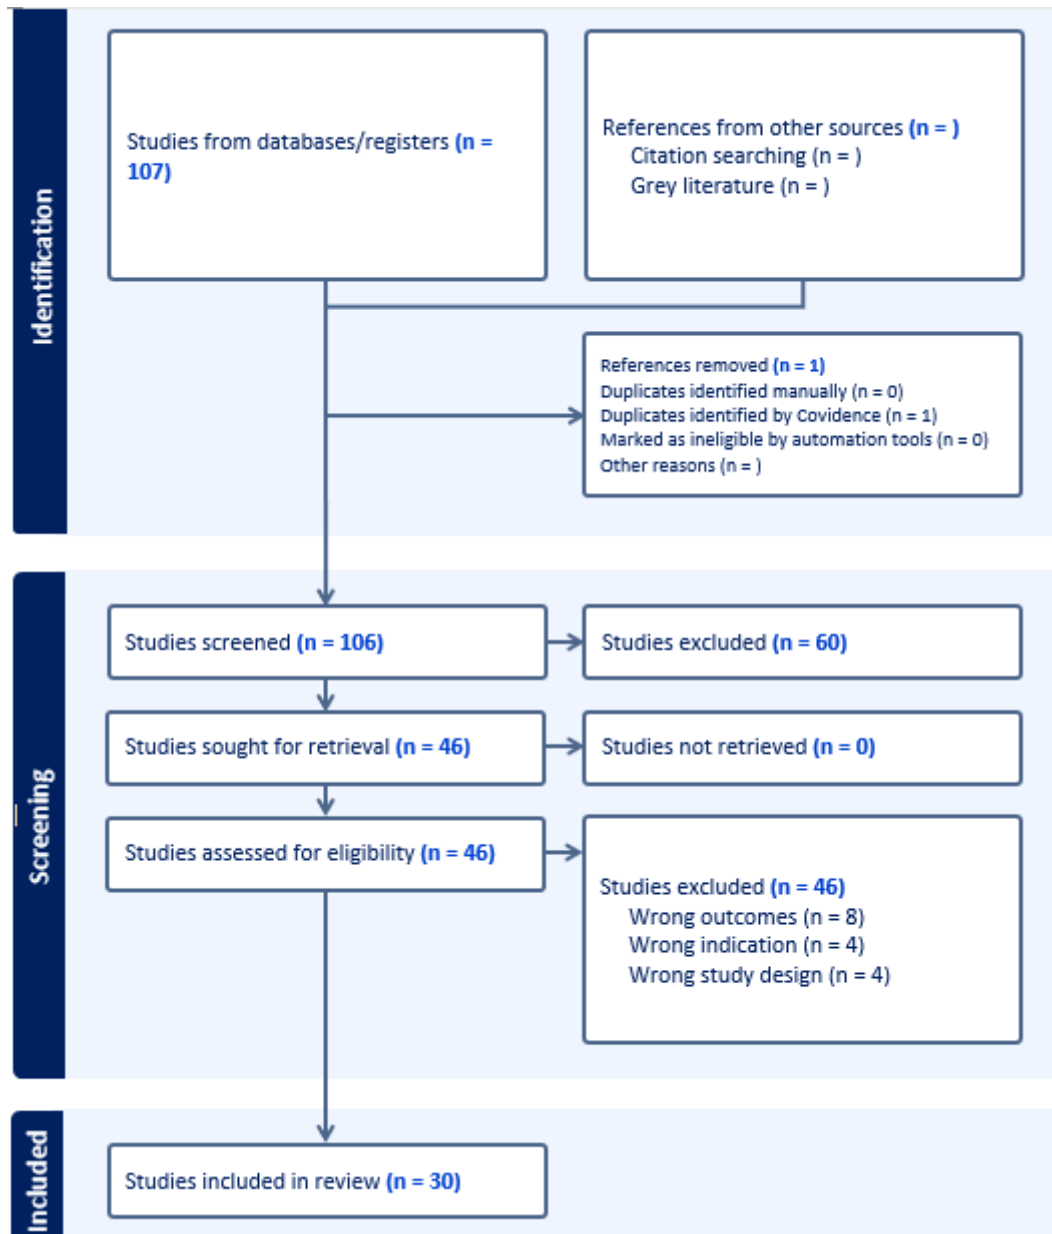 Identification
Studies from databases/registers (n =
107)
References from other sources (n = )
Citation searching (n = )
Grey literature (n = )
References removed (n = 1)
Duplicates identified manually (n = 0)
Duplicates identified by Covidence (n = 1)
Marked as ineligible by automation tools (n = 0)
Other reasons (n = )
Screening
Studies screened (n = 106)
Studies excluded (n = 60)
Studies sought for retrieval (n = 46)
Studies not retrieved (n = 0)
Studies assessed for eligibility (n = 46)
Studies excluded (n = 46)
Wrong outcomes (n = 8)
Wrong indication (n = 4)
Wrong study design (n = 4)
Included
Studies included in review (n = 30)